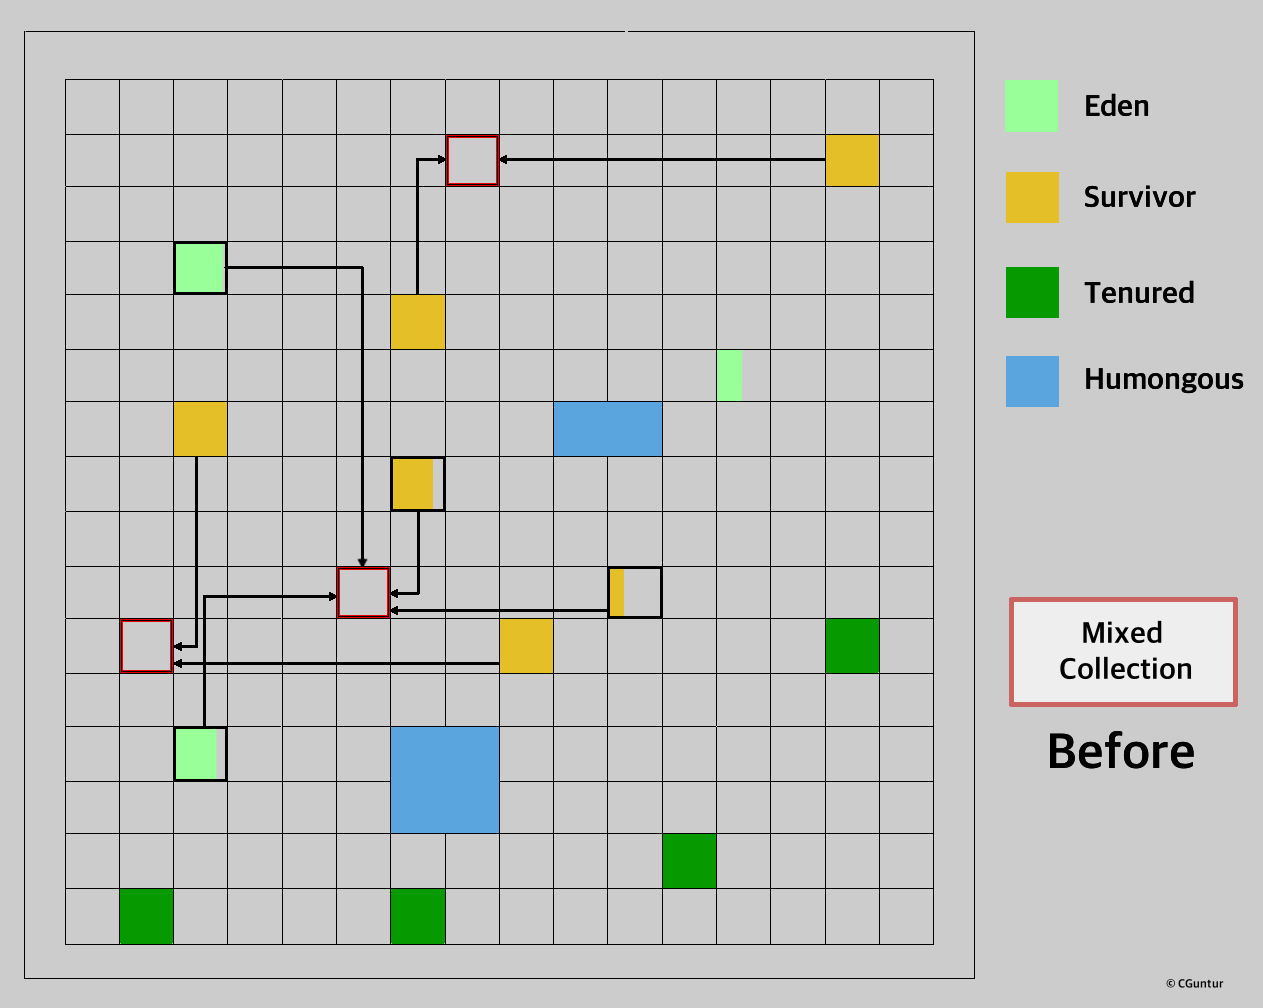 Eden
Survivor
Tenured
Humongous
Mixed
Collection
Before
© CGuntur